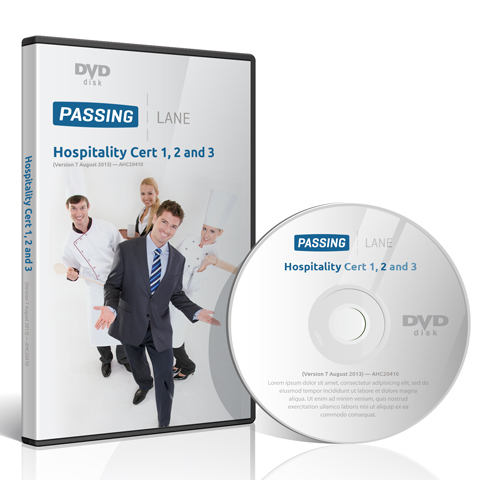 DVD
disk
PASSING LANE
Hospitality Cert 1, 2 and 3
(Version 7 August 2013) — AHC20410
Hospitality Cert 1, 2 and 3
PASSING LANE
Hospitality Cert 1, 2 and 3
DVD
disk
(Version 7 August 2013) — AHC20410
Lorem ipsum dolor sit amet, consectetur adipisicing elit, sed do
eiusmod tempor incididunt ut labore et dolore magna
aliqua. Ut enim ad minim veniam, quis nostrud
exercitation ullamco laboris nisi ut aliquip ex ea
commodo consequat.